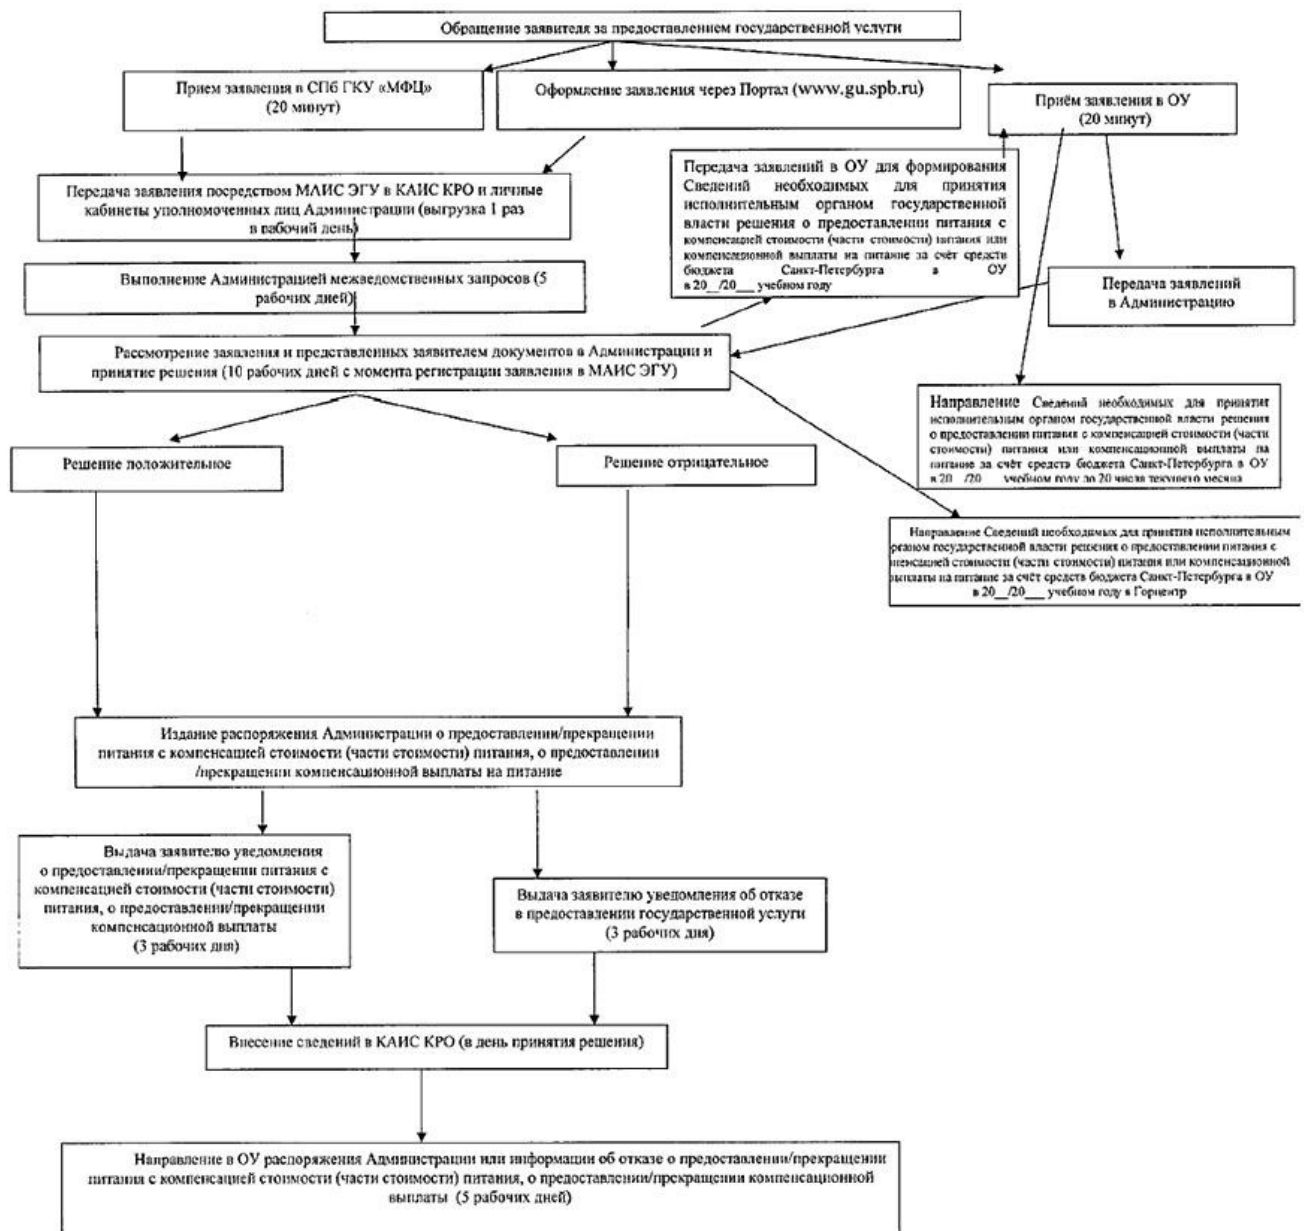 Обращение заявителя за предоставлением государственной услуги
Прием заявления в СПб ГКУ «МФЦ»
(20 минут)
Оформление заявления через Портал (www.gu.spb.ru)
Приём заявления в ОУ
(20 минут)
Передача заявления посредством МАИС ЭГУ в КАИС КРО и личные
кабинеты уполномоченных лиц Администрации (выгрузка 1 раз
в рабочий день)
Передача заявлений в ОУ для формирования
Сведений необходимых для принятия
исполнительным органом государственной
власти решения о предоставлении питания с
компенсацией стоимости (части стоимости) питания или
компенсационной выплаты на питание за счёт средств
бюджета Санкт-Петербурга в ОУ
в 20__/20___ учебном году
Выполнение Администрацией межведомственных запросов (5
рабочих дней)
Передача заявлений
в Администрацию
Рассмотрение заявления и представленных заявителем документов в Администрации и
принятие решения (10 рабочих дней с момента регистрации заявления в МАИС ЭГУ)
Направление Сведений необходимых для принятия
исполнительным органом государственной власти решения
о предоставлении питания с компенсацией стоимости (части
стоимости) питания или компенсационной выплаты на
питание за счёт средств бюджета Санкт-Петербурга в ОУ
в 20__/20___ учебном году до 20 числа текущего месяца
Решение положительное
Решение отрицательное
Направление Сведений необходимых для принятия исполнительным
рганом государственной власти решения о предоставлении питания с
пенсацией стоимости (части стоимости) питания или компенсационной
выплаты на питание за счёт средств бюджета Санкт-Петербурга в ОУ
в 20__/20___ учебном году в Горцентр
Издание распоряжения Администрации о предоставлении/прекращении
питания с компенсацией стоимости (части стоимости) питания, о предоставлении
/прекращении компенсационной выплаты на питание
Выдача заявителю уведомления
о предоставлении/прекращении питания с
компенсацией стоимости (части стоимости)
питания, о предоставлении/прекращении
компенсационной выплаты
(3 рабочих дня)
Выдача заявителю уведомления об отказе
в предоставлении государственной услуги
(3 рабочих дня)
Внесение сведений в КАИС КРО (в день принятия решения)
Направление в ОУ распоряжения Администрации или информации об отказе о предоставлении/прекращении
питания с компенсацией стоимости (части стоимости) питания, о предоставлении/прекращении компенсационной
выплаты (5 рабочих дней)